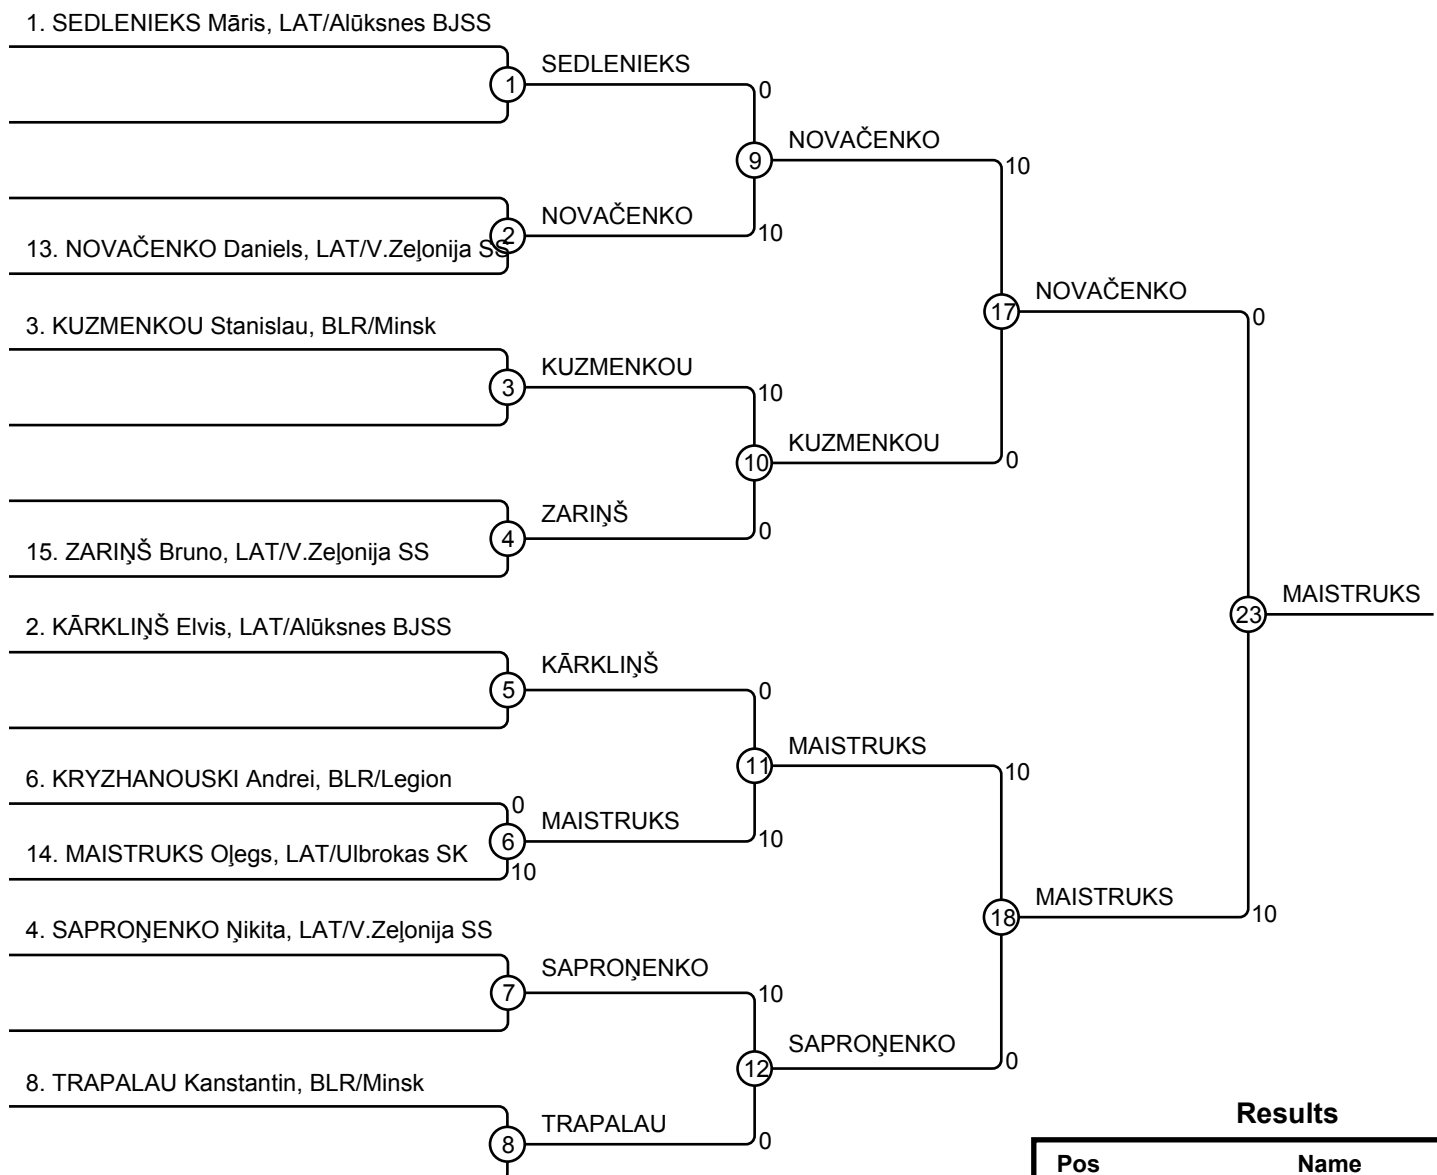 1. SEDLENIEKS Māris, LAT/Alūksnes BJSS
1
SEDLENIEKS
0
9
NOVAČENKO
10
2
NOVAČENKO
10
13. NOVAČENKO Daniels, LAT/V.Zeļonija SS
17
NOVAČENKO
0
3. KUZMENKOU Stanislau, BLR/Minsk
3
KUZMENKOU
10
10
KUZMENKOU
0
4
ZARIŅŠ
0
15. ZARIŅŠ Bruno, LAT/V.Zeļonija SS
23
MAISTRUKS
2. KĀRKLIŅŠ Elvis, LAT/Alūksnes BJSS
5
KĀRKLIŅŠ
0
11
MAISTRUKS
10
6. KRYZHANOUSKI Andrei, BLR/Legion
0
6
MAISTRUKS
10
14. MAISTRUKS Oļegs, LAT/Ulbrokas SK
10
18
MAISTRUKS
10
4. SAPROŅENKO Ņikita, LAT/V.Zeļonija SS
7
SAPROŅENKO
10
12
SAPROŅENKO
0
8. TRAPALAU Kanstantin, BLR/Minsk
8
TRAPALAU
0
Results
Pos Name